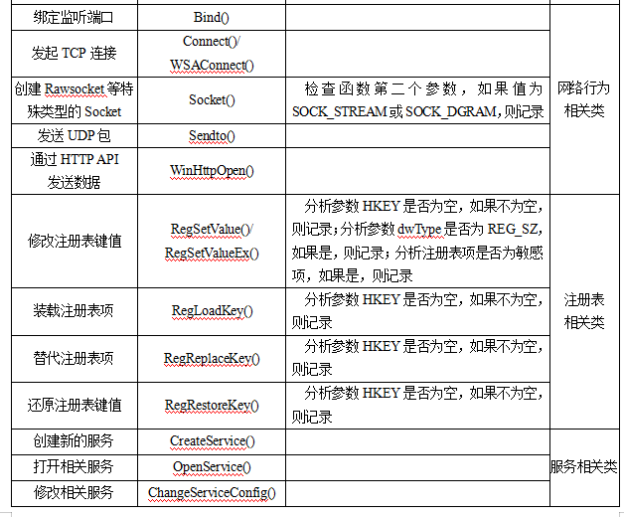 绑定监听端口 Bind()
发起 TCP 连接 Connect()/
WSAConnect()
创建 Rawsocket 等特
殊类型的 Socket
Socket()
检查函数第二个参数，如果值为
SOCK_STREAM 或 SOCK_DGRAM，则记录
发送 UDP 包 Sendto()
通过 HTTP API
发送数据
WinHttpOpen()
网络行为
相关类
修改注册表键值
RegSetValue()/
RegSetValueEx()
分析参数 HKEY 是否为空，如果不为空，
则记录；分析参数 dwType 是否为 REG_SZ，
如果是，则记录；分析注册表项是否为敏感
项，如果是，则记录
装载注册表项 RegLoadKey()
分析参数 HKEY 是否为空，如果不为空，
则记录
替代注册表项 RegReplaceKey()
分析参数 HKEY 是否为空，如果不为空，
则记录
还原注册表键值 RegRestoreKey()
分析参数 HKEY 是否为空，如果不为空，
则记录
注册表
相关类
创建新的服务 CreateService()
打开相关服务 OpenService()
修改相关服务 ChangeServiceConfig()
服务相关类